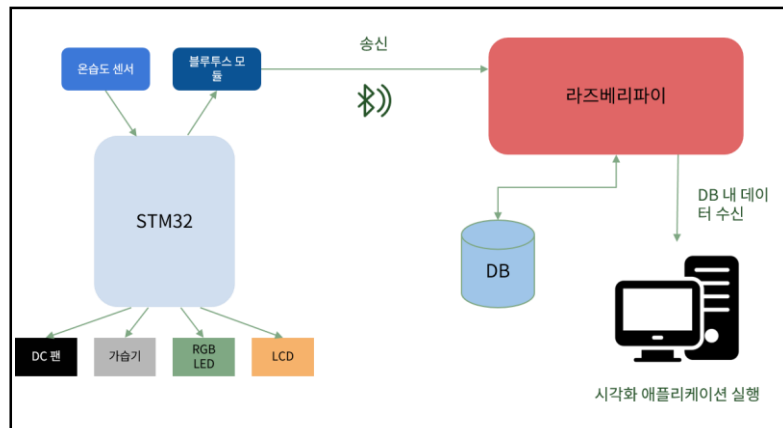 송신
온습도 센서
블루투스 모
듈
라즈베리파이
STM32
DB 내 데이
터 수신
DB
DC 팬
가습기
RGB
LED
LCD
시각화 애플리케이션 실행